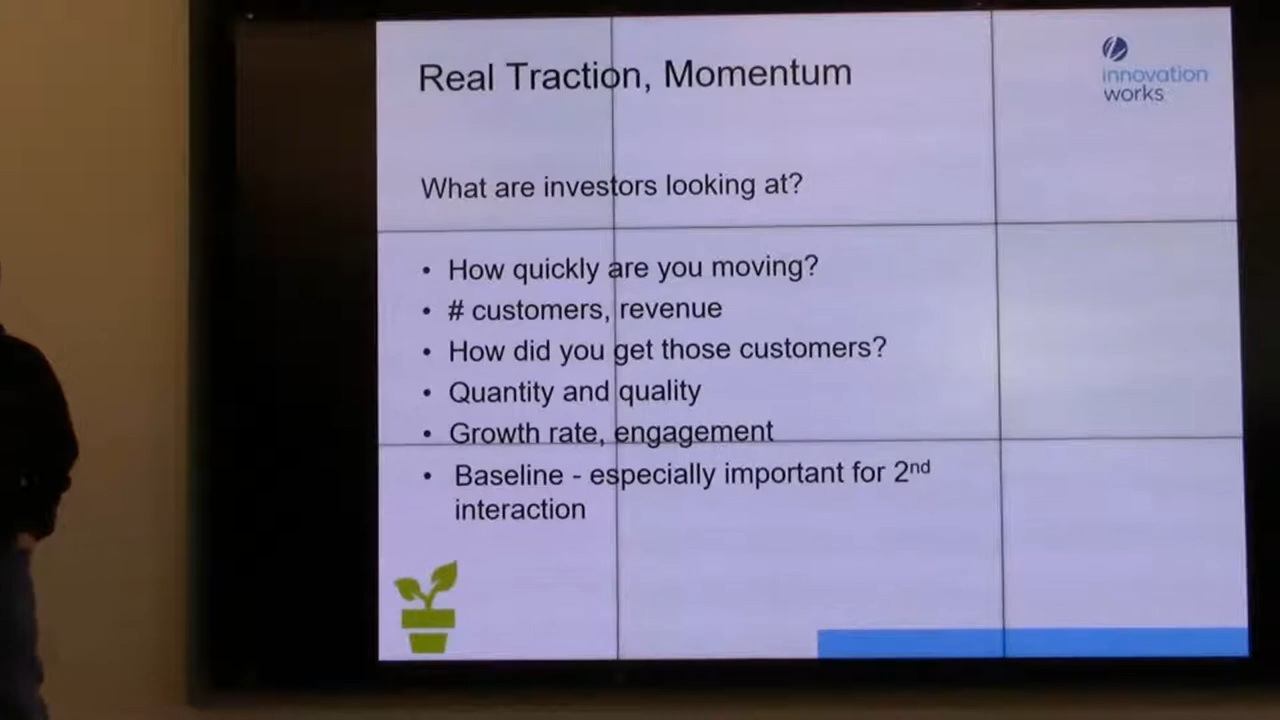 Real Traction, Momentum
innovation
works
What are investors looking at?
• How quickly are you moving?
• # customers, revenue
• How did you get those customers?
• Quantity and quality
• Growth rate, engagement
• Baseline - especially important for 2nd
interaction